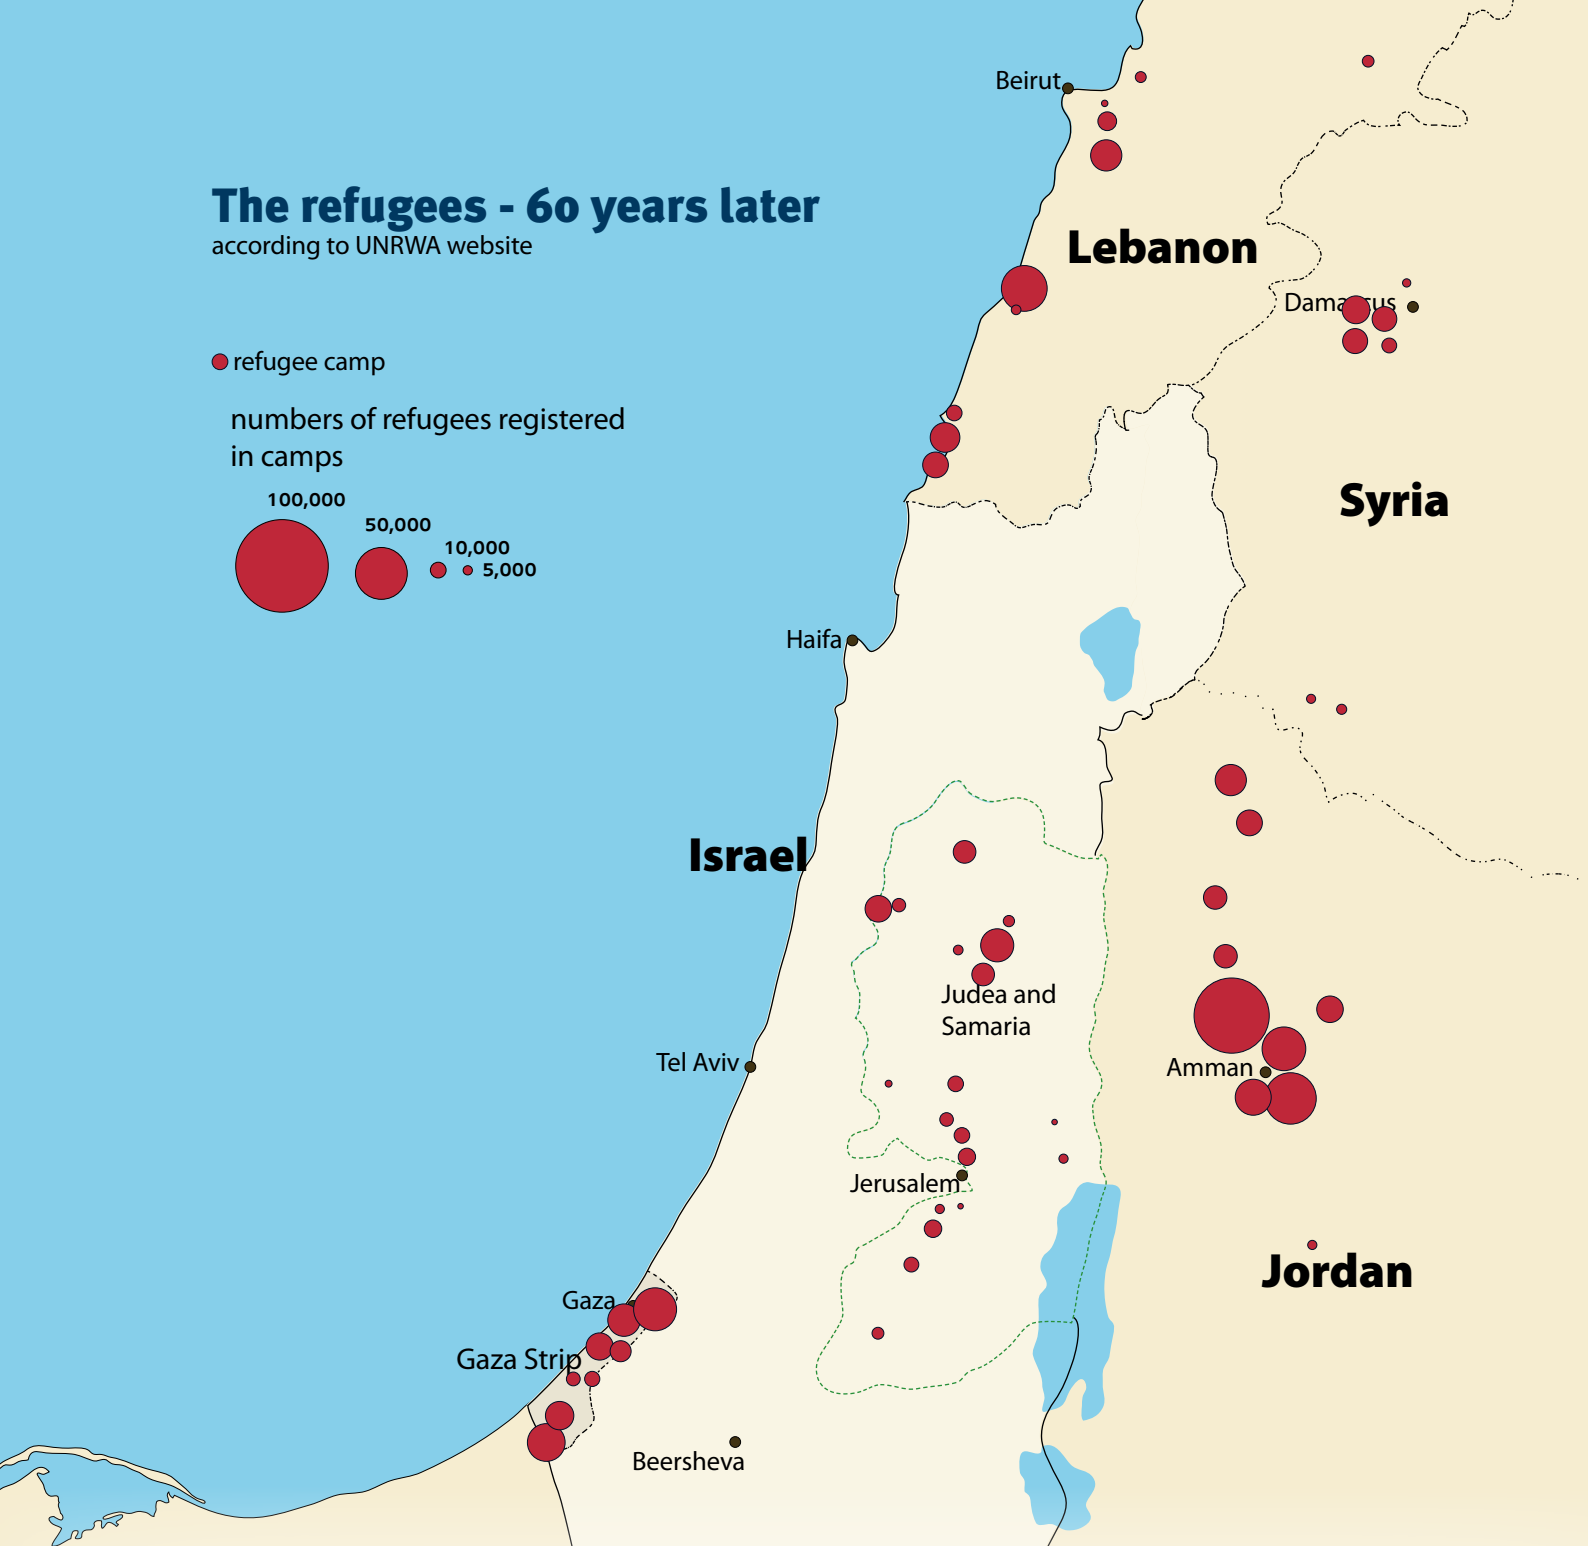 Beirut
The refugees - 60 years later
according to UNRWA website
Lebanon
Damascus
refugee camp
numbers of refugees registered
in camps
100,000
50,000
10,000
5,000
Syria
Haifa
Israel
Judea and
Samaria
Tel Aviv
Amman
Jerusalem
Jordan
Gaza
Gaza Strip
Beersheva